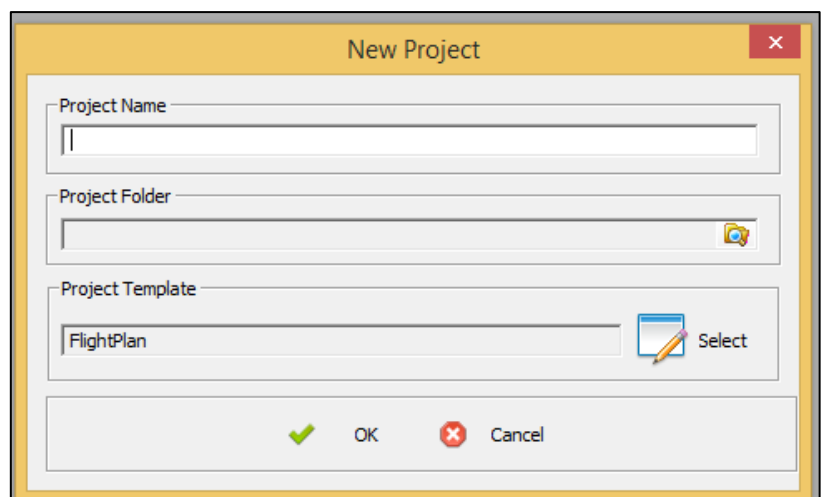 New Project
Project Name
Project Folder
Project Template
FlightPlan
Select
OK Cancel